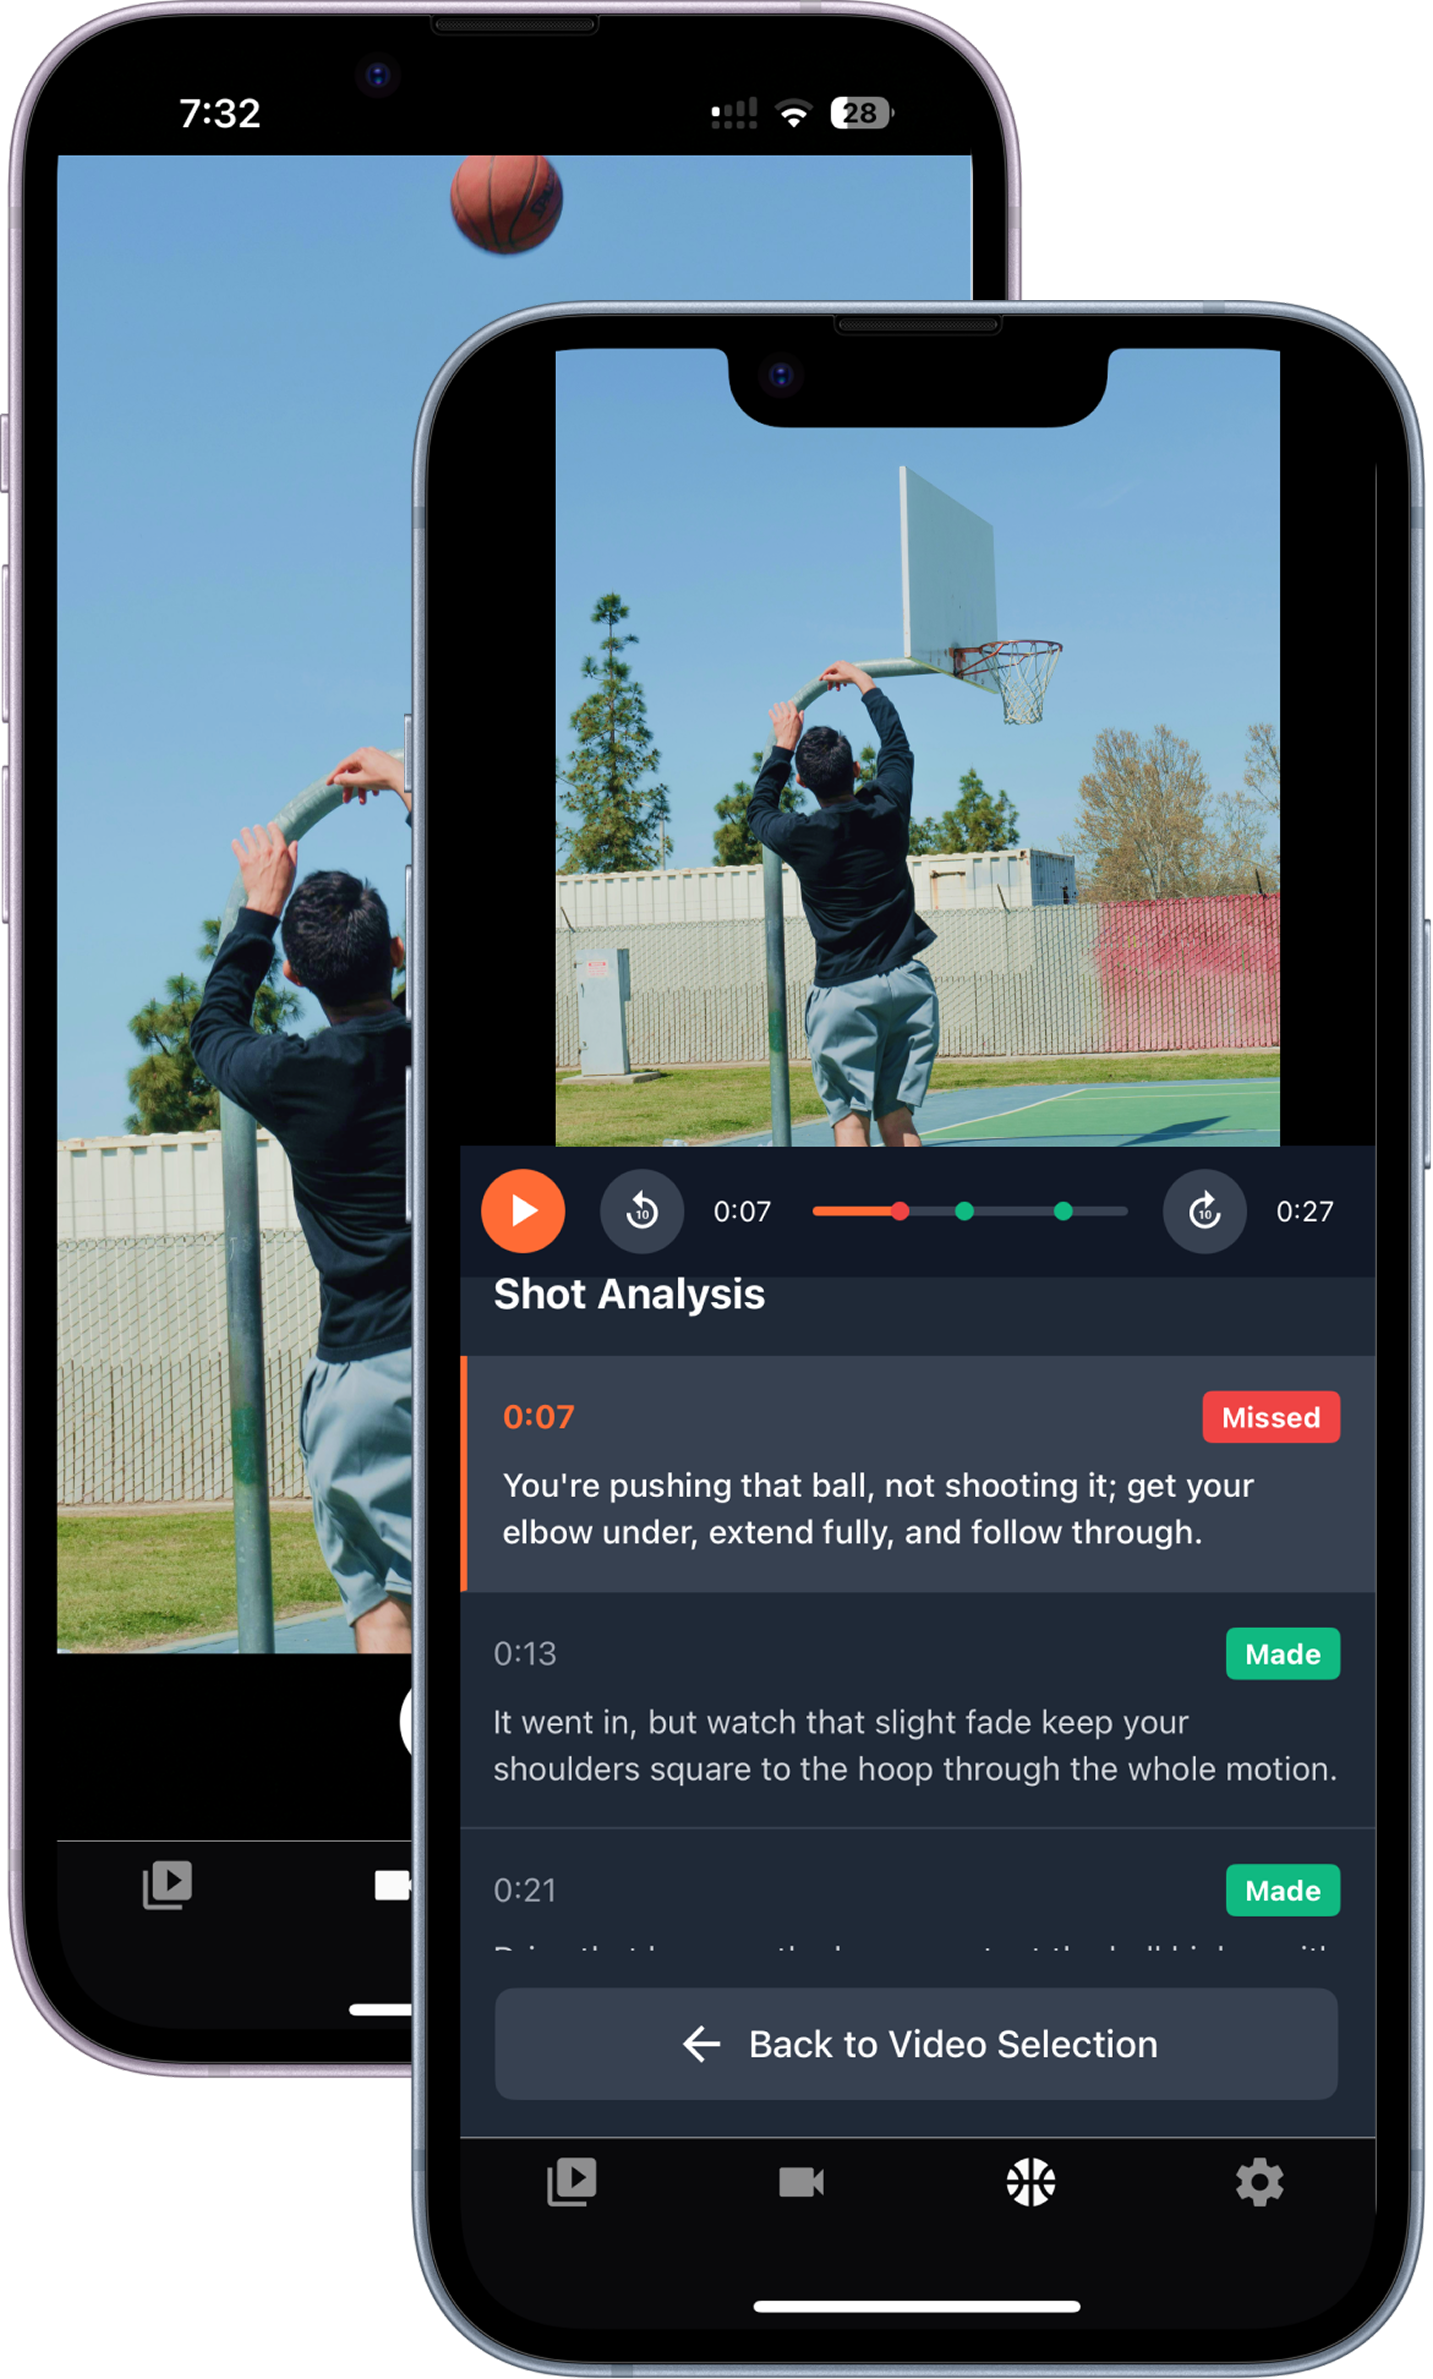 7:32
28
10
0:07
10
0:27
Shot Analysis
0:07
Missed
You're pushing that ball, not shooting it; get your
elbow under, extend fully, and follow through.
0:13
Made
It went in, but watch that slight fade keep your
shoulders square to the hoop through the whole motion.
0:21
Made
Back to Video Selection